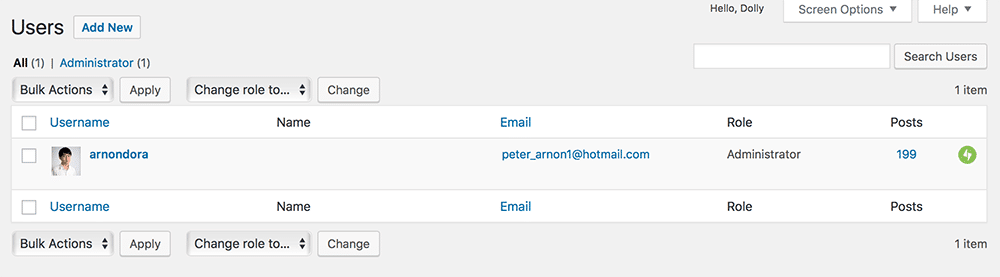 Hello, Dolly Screen Options ▼ Help ▼
Users Add New
All (1) | Administrator (1)
Search Users
Bulk Actions Apply Change role to... Change 1 item
Username Name Email Role Posts
arnondora peter_arnon1@hotmail.com Administrator 199
Username Name Email Role Posts
Bulk Actions Apply Change role to... Change 1 item